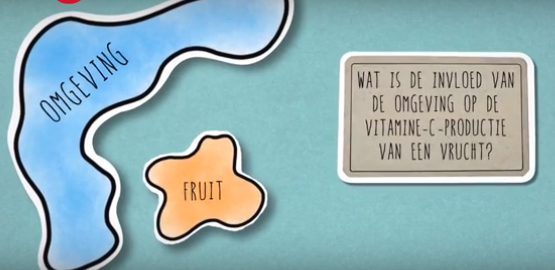 OMGEVING
FRUIT
WAT IS DE INVLOED VAN
DE OMGEVING OP DE
VITAMINE-C-PRODUCTIE
VAN EEN VRUCHT?